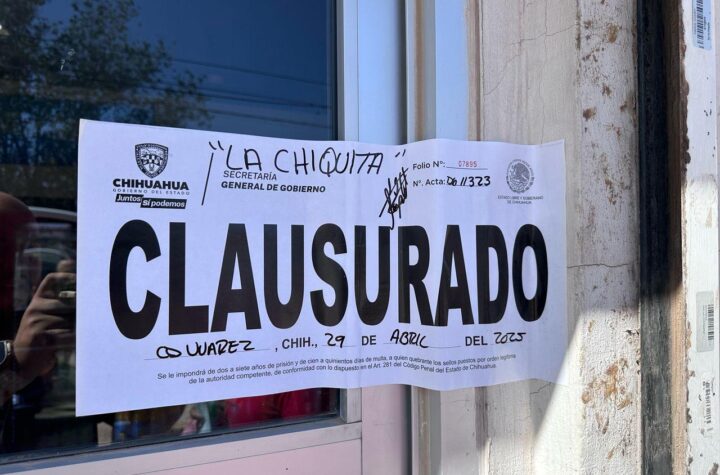 "LA CHIQUITA"
CHIHUAHUA
GOBIERNO DEL ESTADO
Juntos Sí podemos
SECRETARÍA
GENERAL DE GOBIERNO
Folio N°: 07895
N°. Acta: 06 11323
ESTADO LIBRE Y SOBERANO
DE CHIHUAHUA
CLAUSURADO
CD JUAREZ, CHIH., 29 DE ABRIL DEL 2025
Se le impondrá de dos a siete años de prisión y de cien a quinientos días de multa, a quien quebrante los sellos puestos por orden legítima
de la autoridad competente, de conformidad con lo dispuesto en el Art. 281 del Código Penal del Estado de Chihuahua.